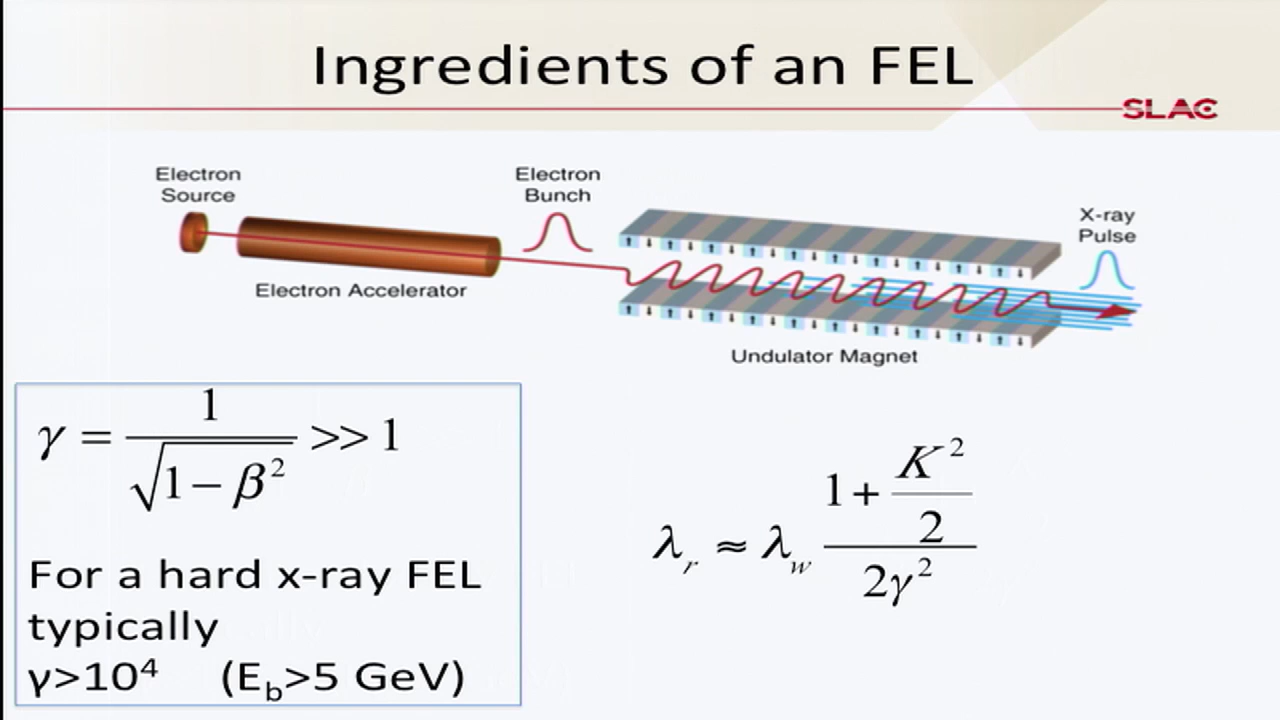 Ingredients of an FEL
SLAC
Electron
Source
Electron
Bunch
X-ray
Pulse
Electron Accelerator
Undulator Magnet
γ = 1 / √(1 − β²) >> 1
For a hard x-ray FEL
typically
γ>10⁴ (E_b>5 GeV)
λ_r ≈ λ_w (1 + K²/2) / 2γ²